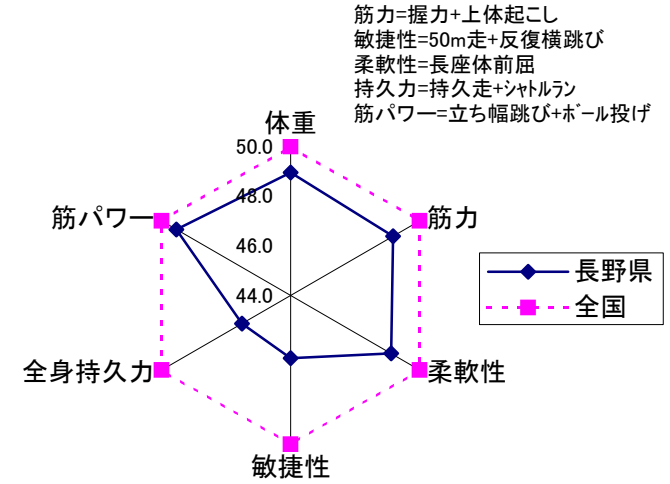 筋力=握力+上体起こし
敏捷性=50m走+反復横跳び
柔軟性=長座体前屈
持久力=持久走+ｼｬﾄﾙﾗﾝ
筋パワー=立ち幅跳び+ﾎﾞｰﾙ投げ
体重
50.0
48.0
46.0
44.0
筋パワー
筋力
長野県
全国
全身持久力
柔軟性
敏捷性